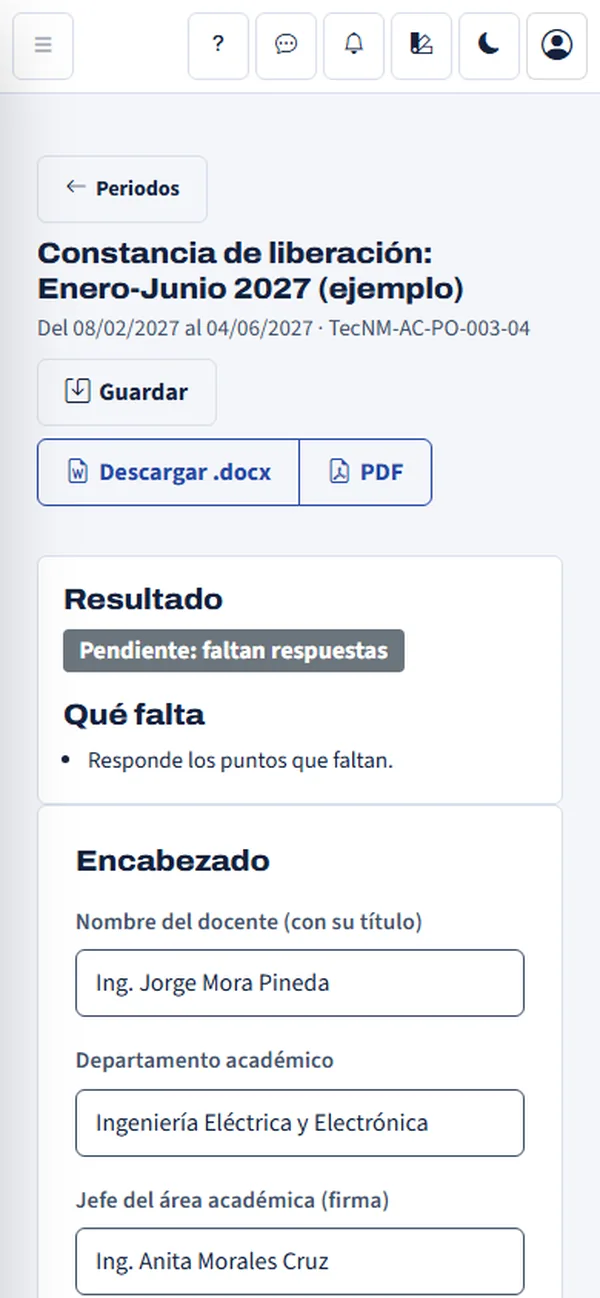 ?
Periodos
Constancia de liberación:
Enero-Junio 2027 (ejemplo)
Del 08/02/2027 al 04/06/2027 · TecNM-AC-PO-003-04
Guardar
Descargar .docx PDF
Resultado
Pendiente: faltan respuestas
Qué falta
Responde los puntos que faltan.
Encabezado
Nombre del docente (con su título)
Ing. Jorge Mora Pineda
Departamento académico
Ingeniería Eléctrica y Electrónica
Jefe del área académica (firma)
Ing. Anita Morales Cruz